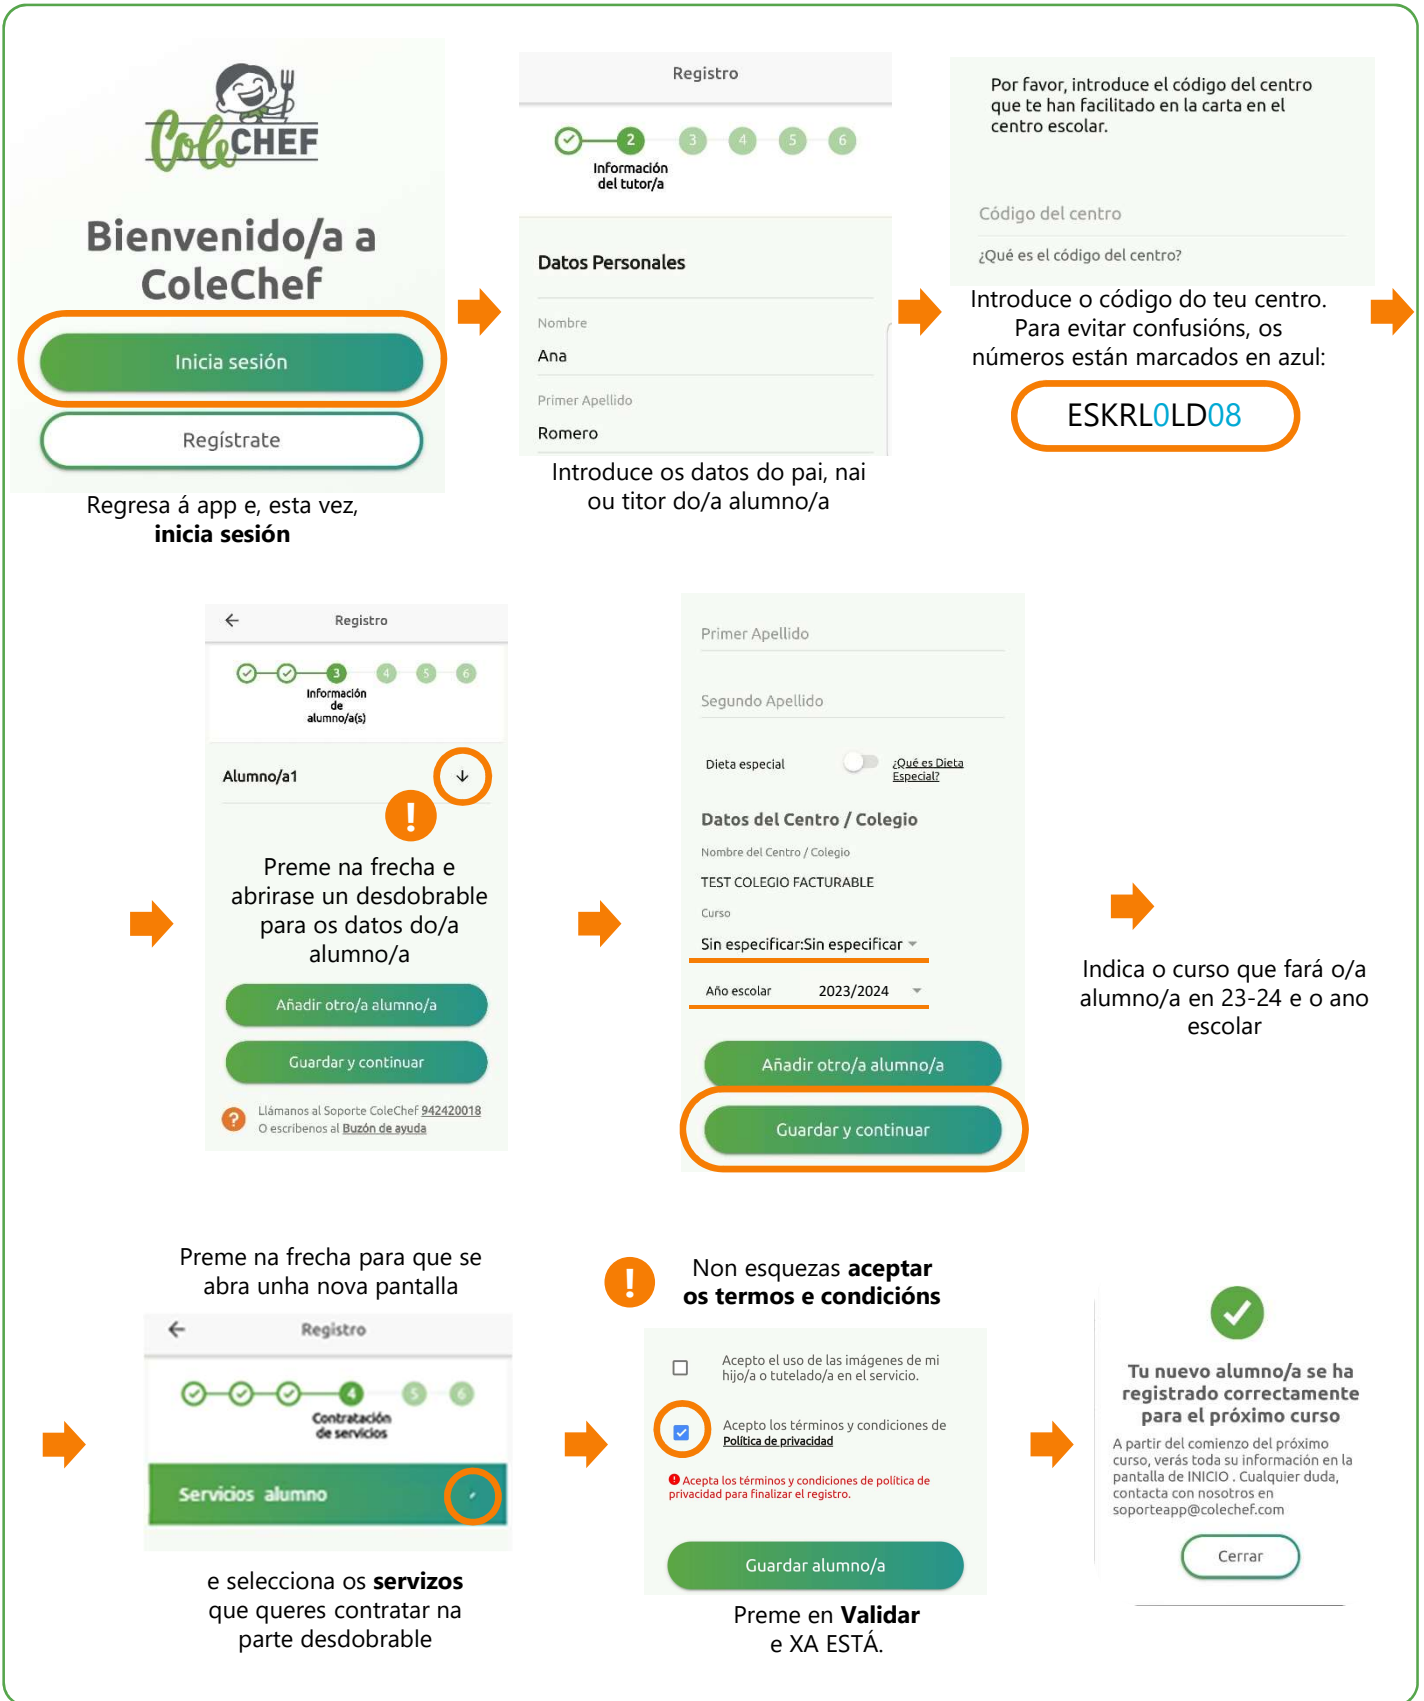 ColeCHEF
Bienvenido/a a
ColeChef
Inicia sesión
Regístrate
Regresa á app e, esta vez,
inicia sesión
Registro
2 3 4 5 6
Información
del tutor/a
Datos Personales
Nombre
Ana
Primer Apellido
Romero
Introduce os datos do pai, nai
ou titor do/a alumno/a
Por favor, introduce el código del centro
que te han facilitado en la carta en el
centro escolar.
Código del centro
¿Qué es el código del centro?
Introduce o código do teu centro.
Para evitar confusións, os
números están marcados en azul:
ESKRL0LD08
Registro
3 4 5 6
Información
de
alumno/a(s)
Alumno/a1
!
Preme na frecha e
abrirase un desdobrable
para os datos do/a
alumno/a
Añadir otro/a alumno/a
Guardar y continuar
?
Llámanos al Soporte ColeChef 942420018
O escríbenos al Buzón de ayuda
Primer Apellido
Segundo Apellido
Dieta especial
¿Qué es Dieta
Especial?
Datos del Centro / Colegio
Nombre del Centro / Colegio
TEST COLEGIO FACTURABLE
Curso
Sin especificar:Sin especificar
Año escolar 2023/2024
Añadir otro/a alumno/a
Guardar y continuar
Indica o curso que fará o/a
alumno/a en 23-24 e o ano
escolar
Preme na frecha para que se
abra unha nova pantalla
Registro
4 5 6
Contratación
de servicios
Servicios alumno
e selecciona os servizos
que queres contratar na
parte desdobrable
!
Non esquezas aceptar
os termos e condicións
Acepto el uso de las imágenes de mi
hijo/a o tutelado/a en el servicio.
Acepto los términos y condiciones de
Política de privacidad
! Acepta los términos y condiciones de política de
privacidad para finalizar el registro.
Guardar alumno/a
Preme en Validar
e XA ESTÁ.
Tu nuevo alumno/a se ha
registrado correctamente
para el próximo curso
A partir del comienzo del próximo
curso, verás toda su información en la
pantalla de INICIO . Cualquier duda,
contacta con nosotros en
soporteapp@colechef.com
Cerrar